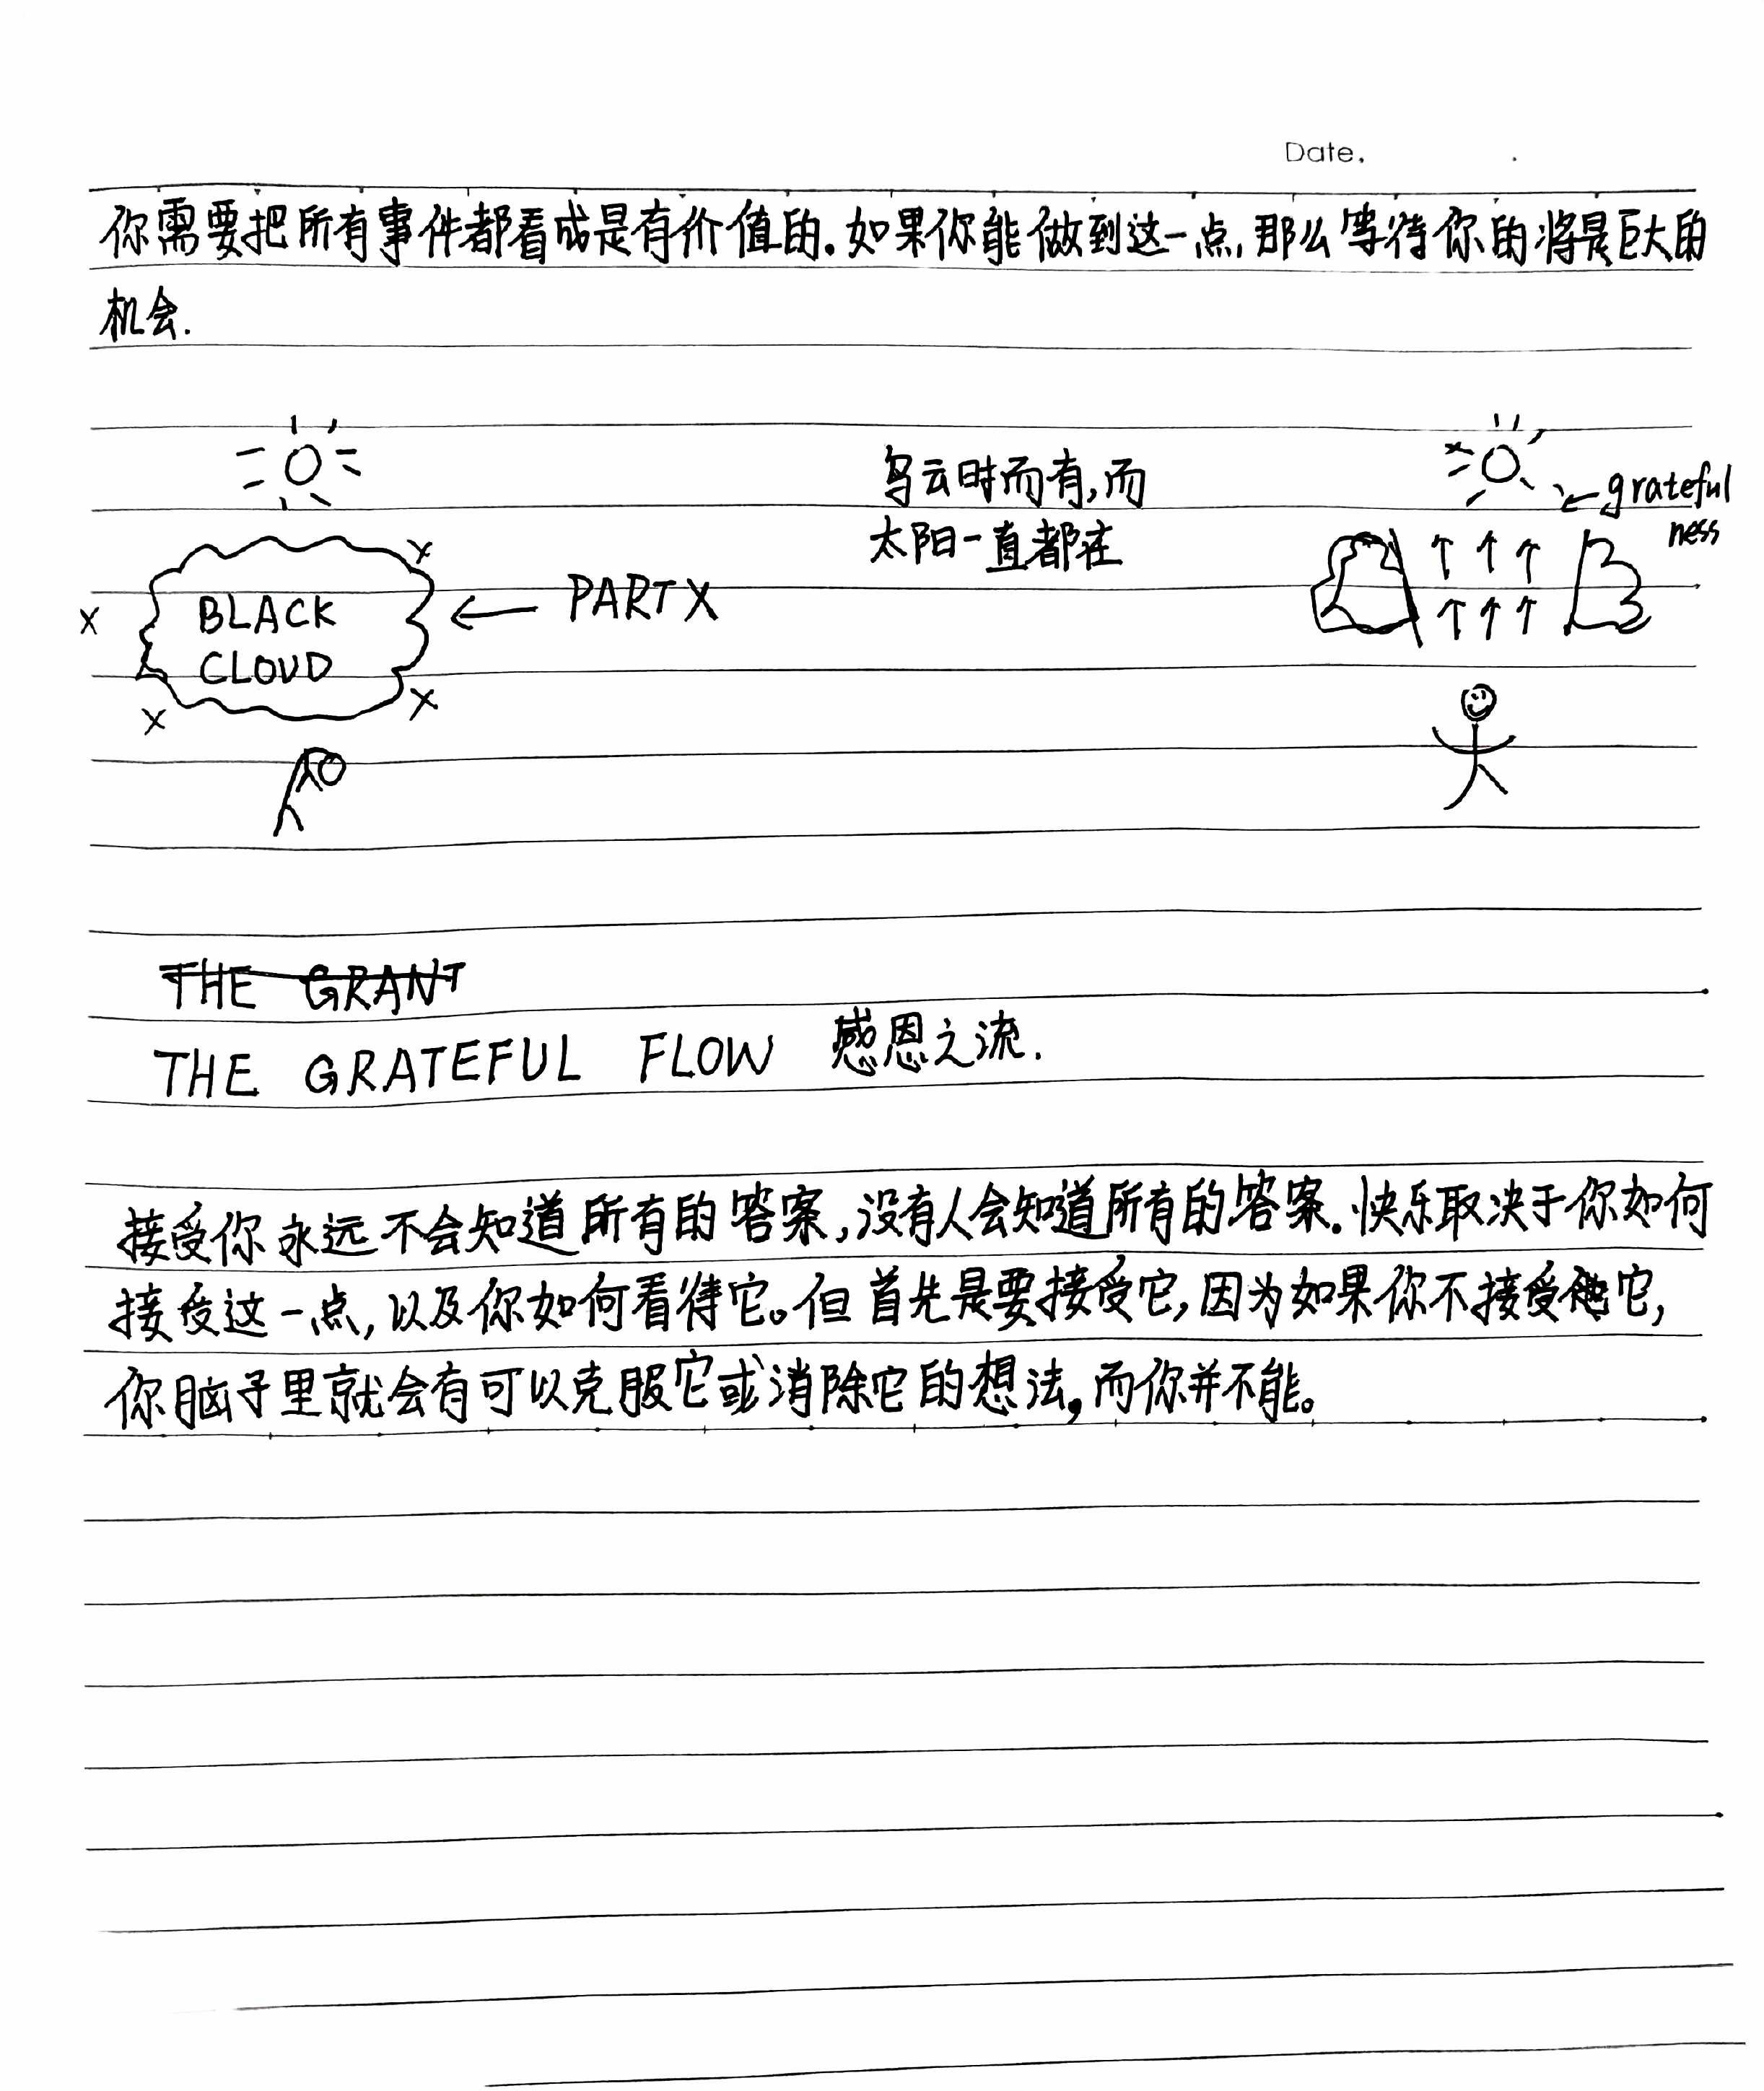 Date.
你需要把所有事件都看成是有价值的.如果你能做到这一点,那么等待你的将是巨大的
机会.
乌云时而有,而
太阳一直都在
grateful
ness
BLACK
CLOUD
PART X
THE GRANT
THE GRATEFUL FLOW 感恩之流.
接受你永远不会知道所有的答案,没有人会知道所有的答案.快乐取决于你如何
接受这一点,以及你如何看待它。但首先是要接受它,因为如果你不接受它,
你脑子里就会有可以克服它或消除它的想法,而你并不能。